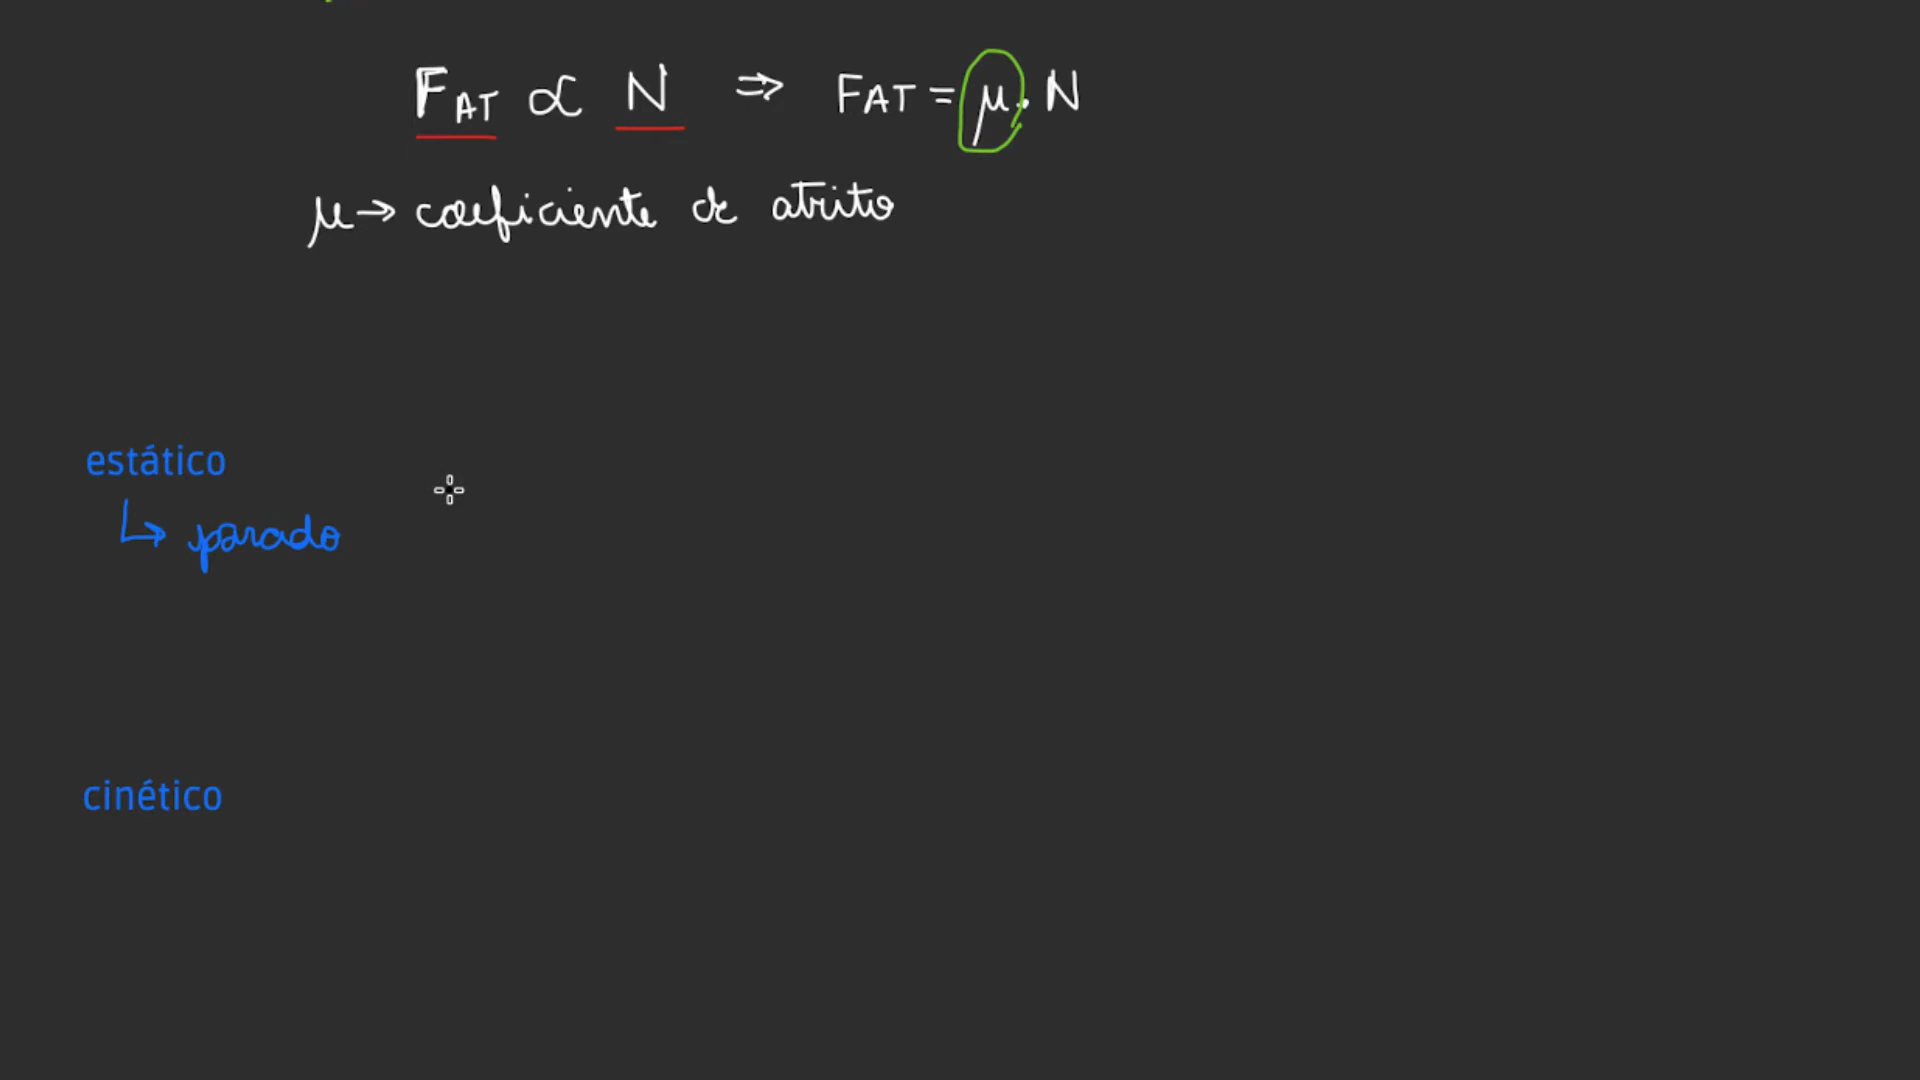 FAT ∝ N ⇒ FAT = μ. N
μ → coeficiente de atrito
estático
↳ parado
cinético